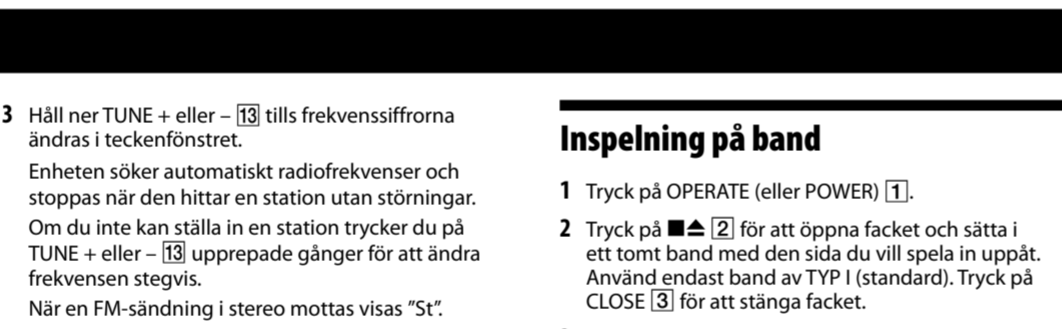 3 Håll ner TUNE + eller – 13 tills frekvenssiffrorna
ändras i teckenfönstret.
Enheten söker automatiskt radiofrekvenser och
stoppas när den hittar en station utan störningar.
Om du inte kan ställa in en station trycker du på
TUNE + eller – 13 upprepade gånger för att ändra
frekvensen stegvis.
När en FM-sändning i stereo mottas visas ”St”.
Inspelning på band
1 Tryck på OPERATE (eller POWER) 1.
2 Tryck på ■⏏ 2 för att öppna facket och sätta i
ett tomt band med den sida du vill spela in uppåt.
Använd endast band av TYP I (standard). Tryck på
CLOSE 3 för att stänga facket.